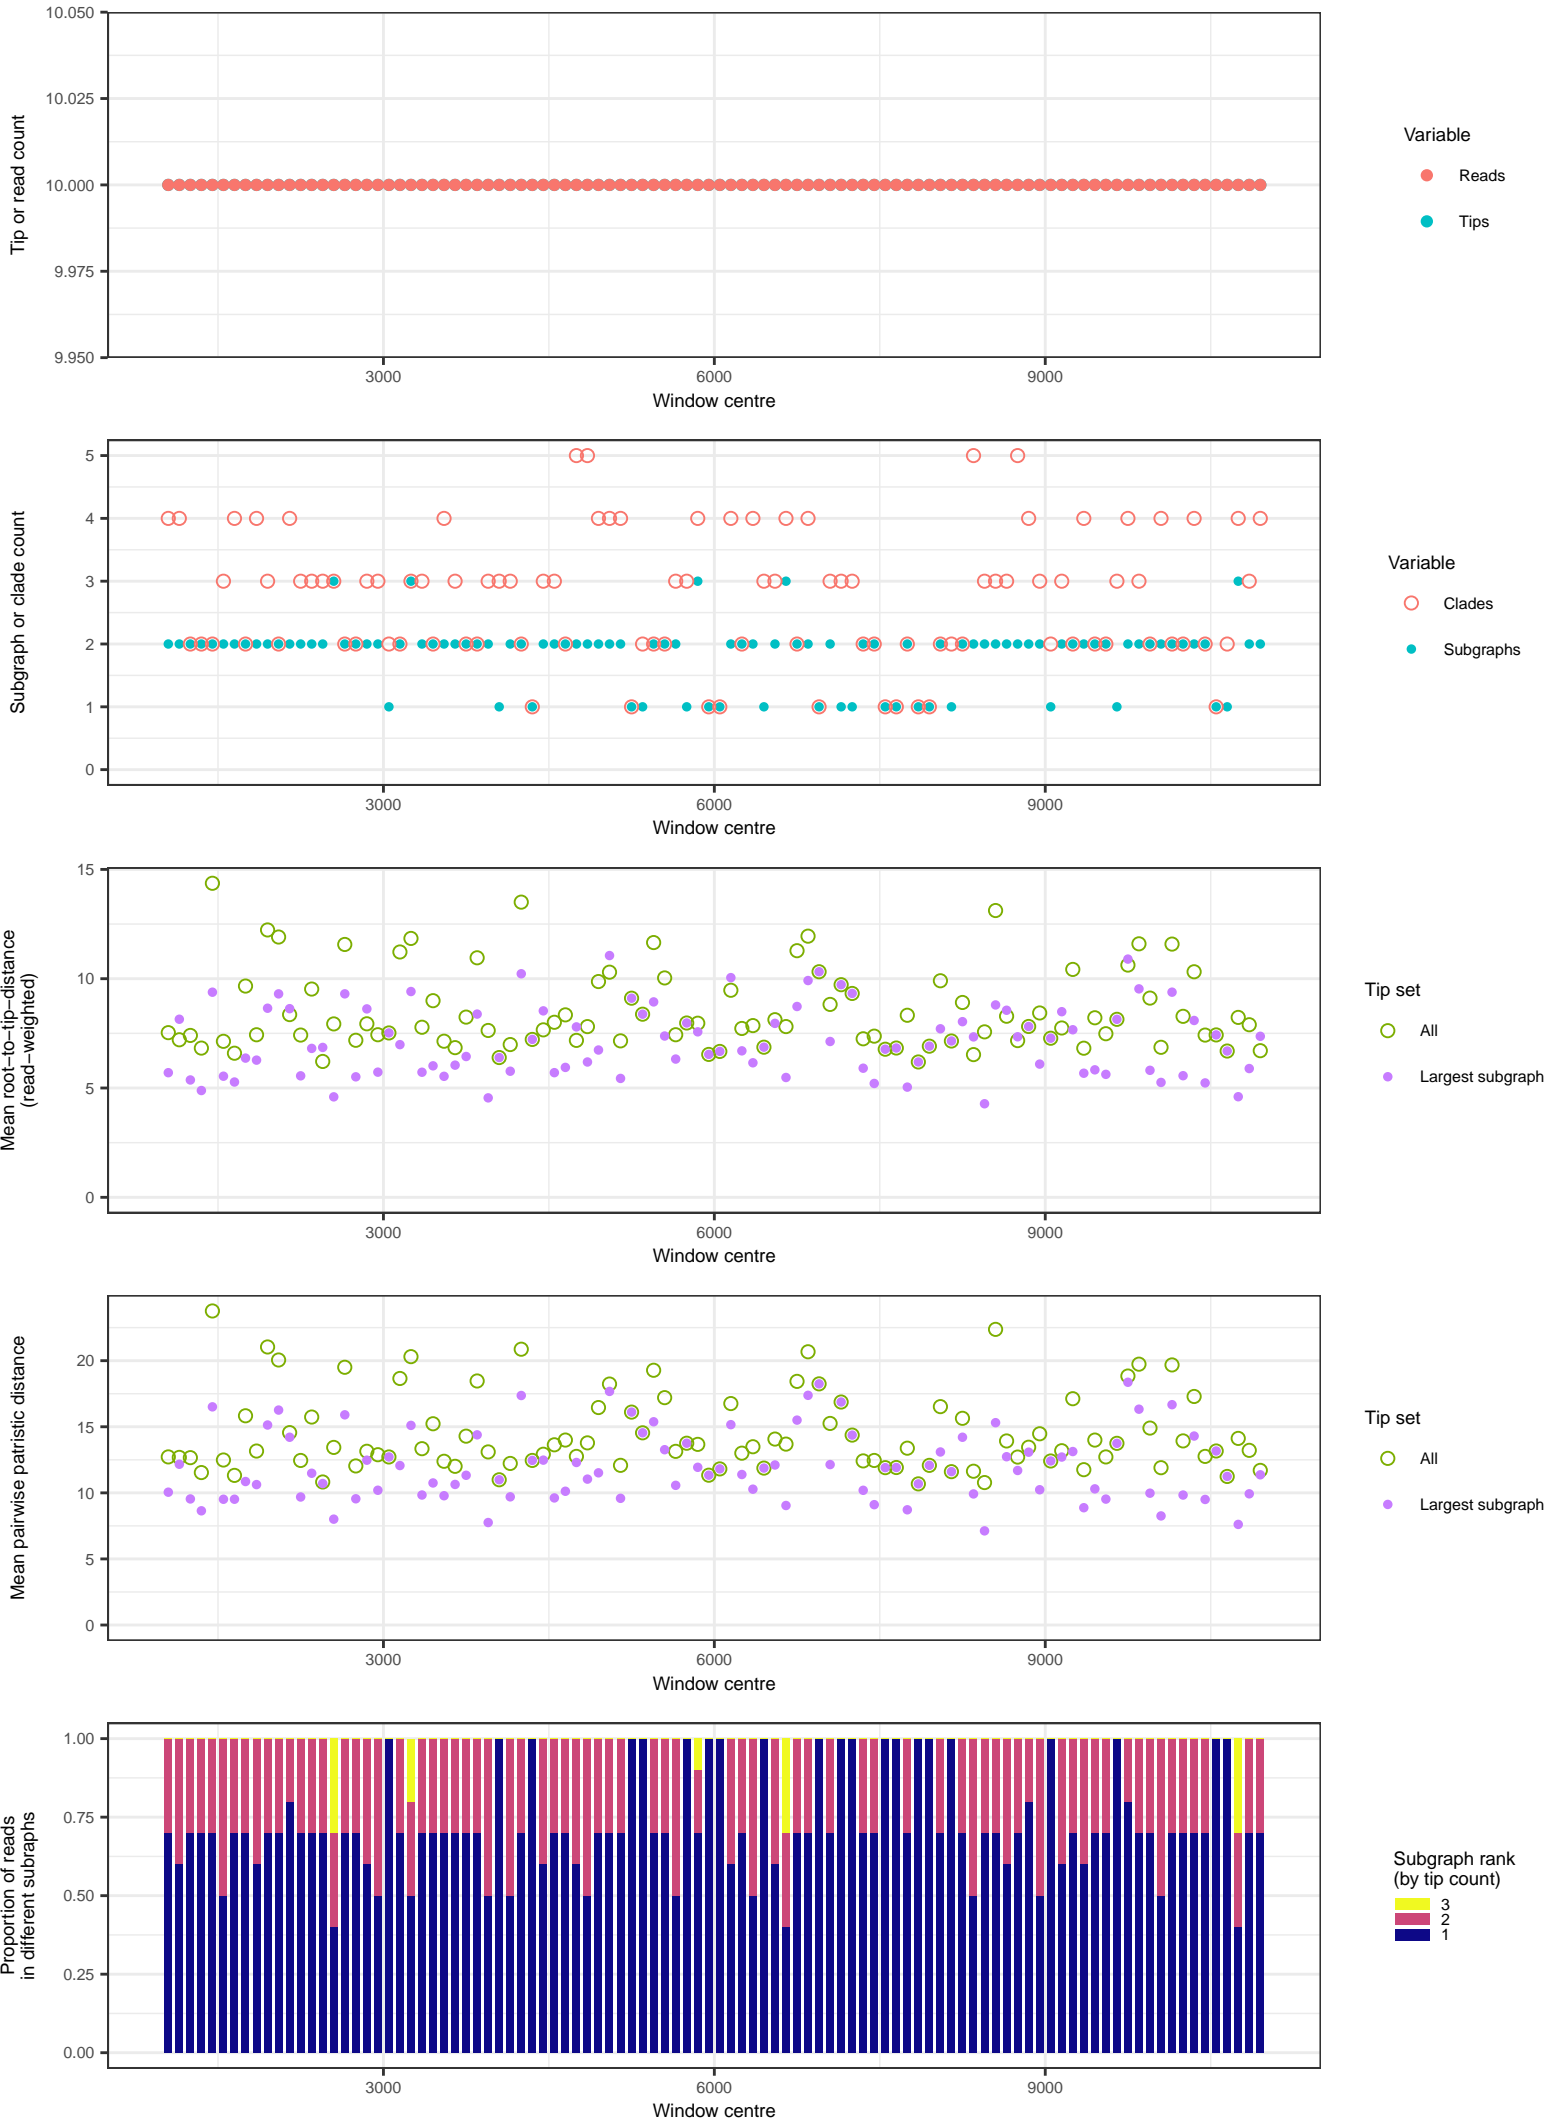 10.050
10.025
10.000
9.975
9.950
Tip or read count
3000
6000
9000
Window centre
Variable
Reads
Tips
5
4
3
2
1
0
Subgraph or clade count
3000
6000
9000
Window centre
Variable
Clades
Subgraphs
15
10
5
0
Mean root−to−tip−distance
(read−weighted)
3000
6000
9000
Window centre
Tip set
All
Largest subgraph
20
15
10
5
0
Mean pairwise patristic distance
3000
6000
9000
Window centre
Tip set
All
Largest subgraph
1.00
0.75
0.50
0.25
0.00
Proportion of reads
in different subraphs
3000
6000
9000
Window centre
Subgraph rank
(by tip count)
3
2
1